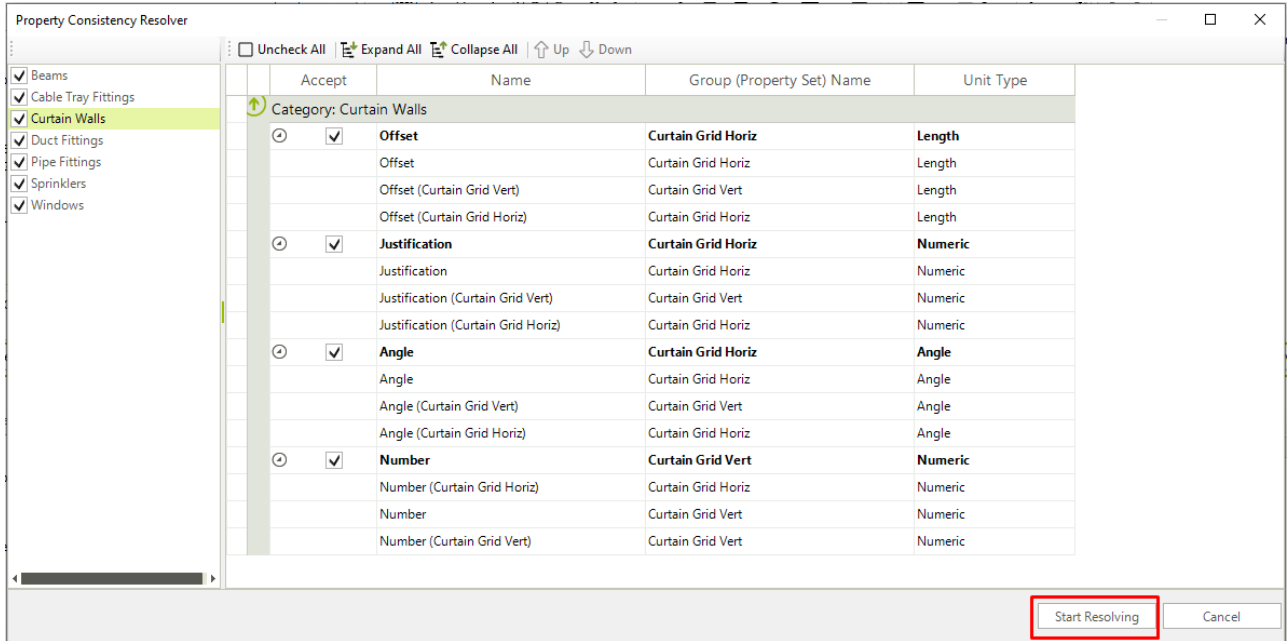 Property Consistency Resolver
Uncheck All Expand All Collapse All Up Down
Beams
Cable Tray Fittings
Curtain Walls
Duct Fittings
Pipe Fittings
Sprinklers
Windows
Accept Name Group (Property Set) Name Unit Type
Category: Curtain Walls
Offset Curtain Grid Horiz Length
Offset Curtain Grid Horiz Length
Offset (Curtain Grid Vert) Curtain Grid Vert Length
Offset (Curtain Grid Horiz) Curtain Grid Horiz Length
Justification Curtain Grid Horiz Numeric
Justification Curtain Grid Horiz Numeric
Justification (Curtain Grid Vert) Curtain Grid Vert Numeric
Justification (Curtain Grid Horiz) Curtain Grid Horiz Numeric
Angle Curtain Grid Horiz Angle
Angle Curtain Grid Horiz Angle
Angle (Curtain Grid Vert) Curtain Grid Vert Angle
Angle (Curtain Grid Horiz) Curtain Grid Horiz Angle
Number Curtain Grid Vert Numeric
Number (Curtain Grid Horiz) Curtain Grid Horiz Numeric
Number Curtain Grid Vert Numeric
Number (Curtain Grid Vert) Curtain Grid Vert Numeric
Start Resolving Cancel